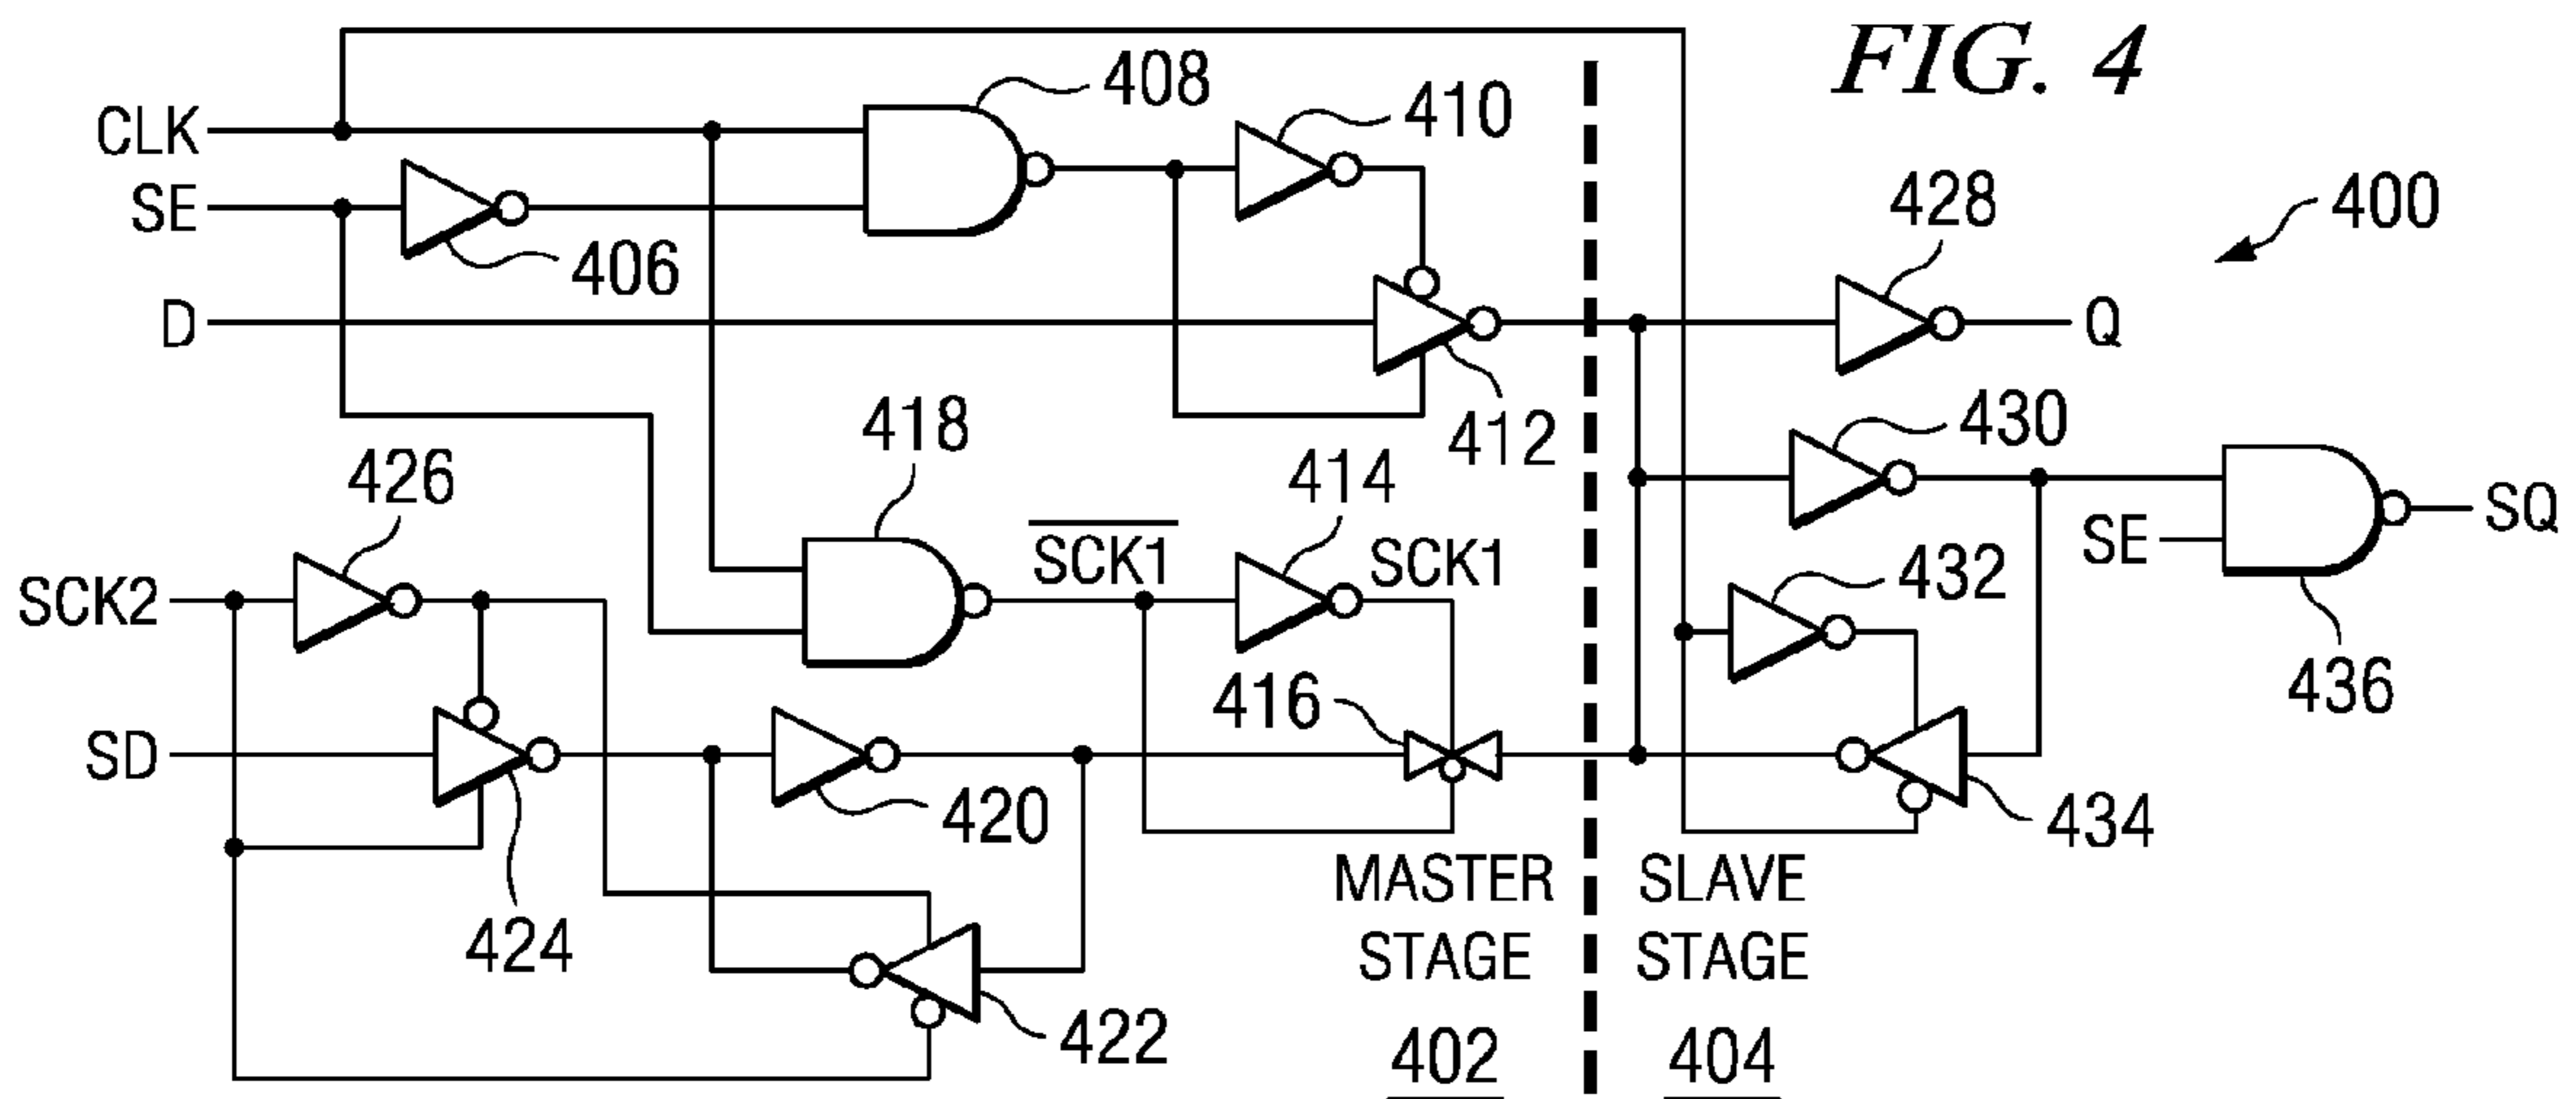 FIG. 4
CLK
408
410
SE
406
428
400
D
412
Q
418
430
426
414
SCK1
SCK1
SE
SQ
SCK2
432
436
416
SD
420
434
424
422
MASTER
STAGE
402
SLAVE
STAGE
404